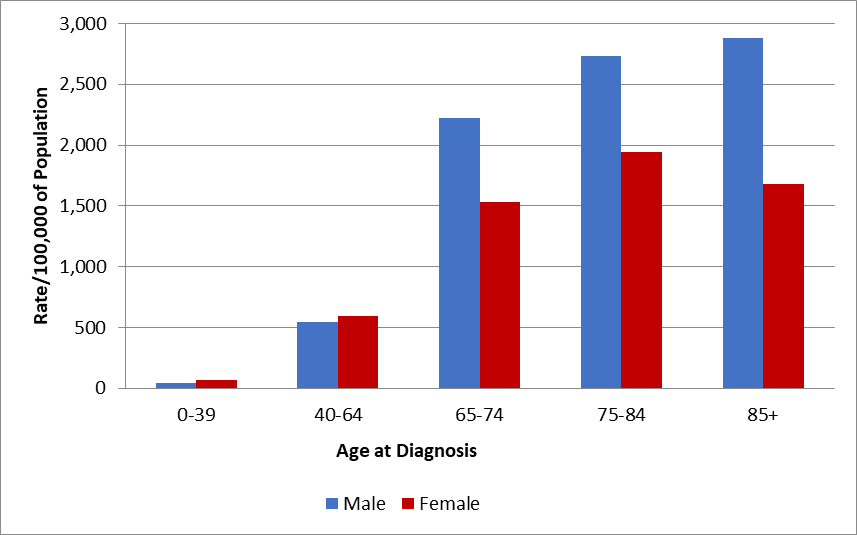 Rate/100,000 of Population
3,000
2,500
2,000
1,500
1,000
500
0
0-39 40-64 65-74 75-84 85+
Age at Diagnosis
Male Female